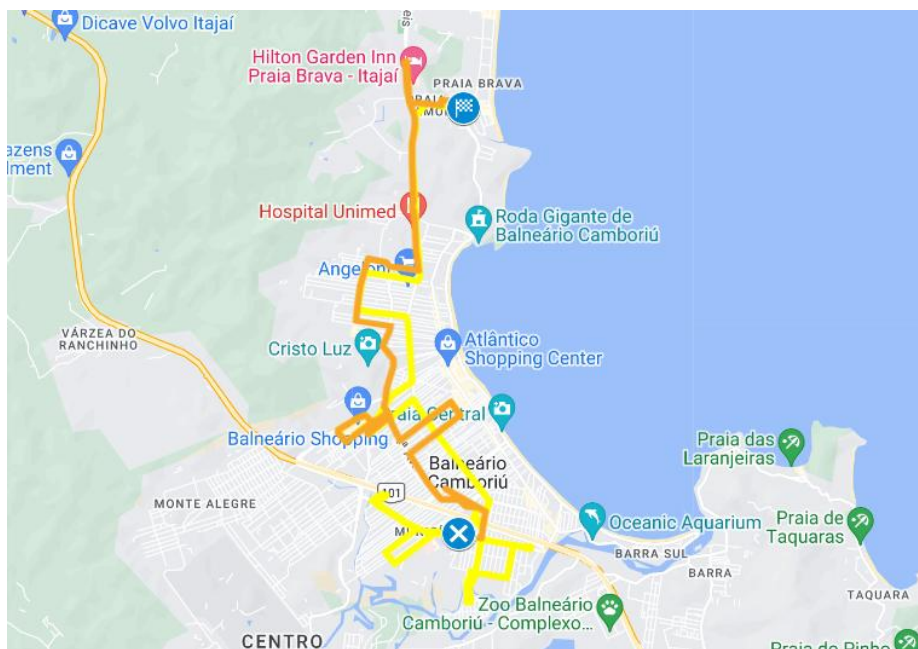 Dicave Volvo Itajaí
Hilton Garden Inn
Praia Brava - Itajaí
PRAIA BRAVA
Hospital Unimed
Roda Gigante de
Balneário Camboriú
Angeloni
VÁRZEA DO
RANCHINHO
Cristo Luz
Atlântico
Shopping Center
Praia Central
Balneário Shopping
Praia das
Laranjeiras
Balneário
Camboriú
101
MONTE ALEGRE
Oceanic Aquarium
Praia de
Taquaras
BARRA SUL
BARRA
TAQUARA
Zoo Balneário
Camboriú - Complexo...
CENTRO